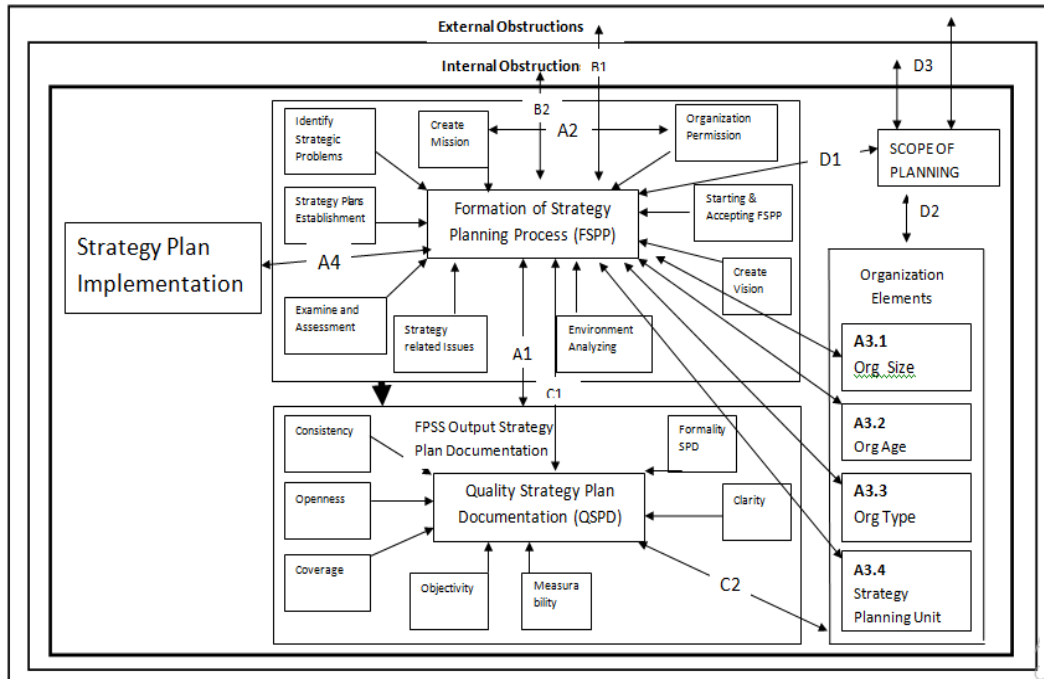 External Obstructions
Internal Obstruction
B1
D3
B2
Identify
Strategic
Problems
Create
Mission
A2
Organization
Permission
D1
SCOPE OF
PLANNING
Strategy Plans
Establishment
Formation of Strategy
Planning Process (FSPP)
Starting &
Accepting FSPP
D2
Strategy Plan
Implementation
A4
Create
Vision
Organization
Elements
Examine and
Assessment
Strategy
related Issues
A1
Environment
Analyzing
A3.1
Org Size
C1
Consistency
FPSS Output Strategy
Plan Documentation
Formality
SPD
A3.2
Org Age
Openness
Quality Strategy Plan
Documentation (QSPD)
Clarity
A3.3
Org Type
Coverage
Objectivity
Measura
bility
C2
A3.4
Strategy
Planning Unit